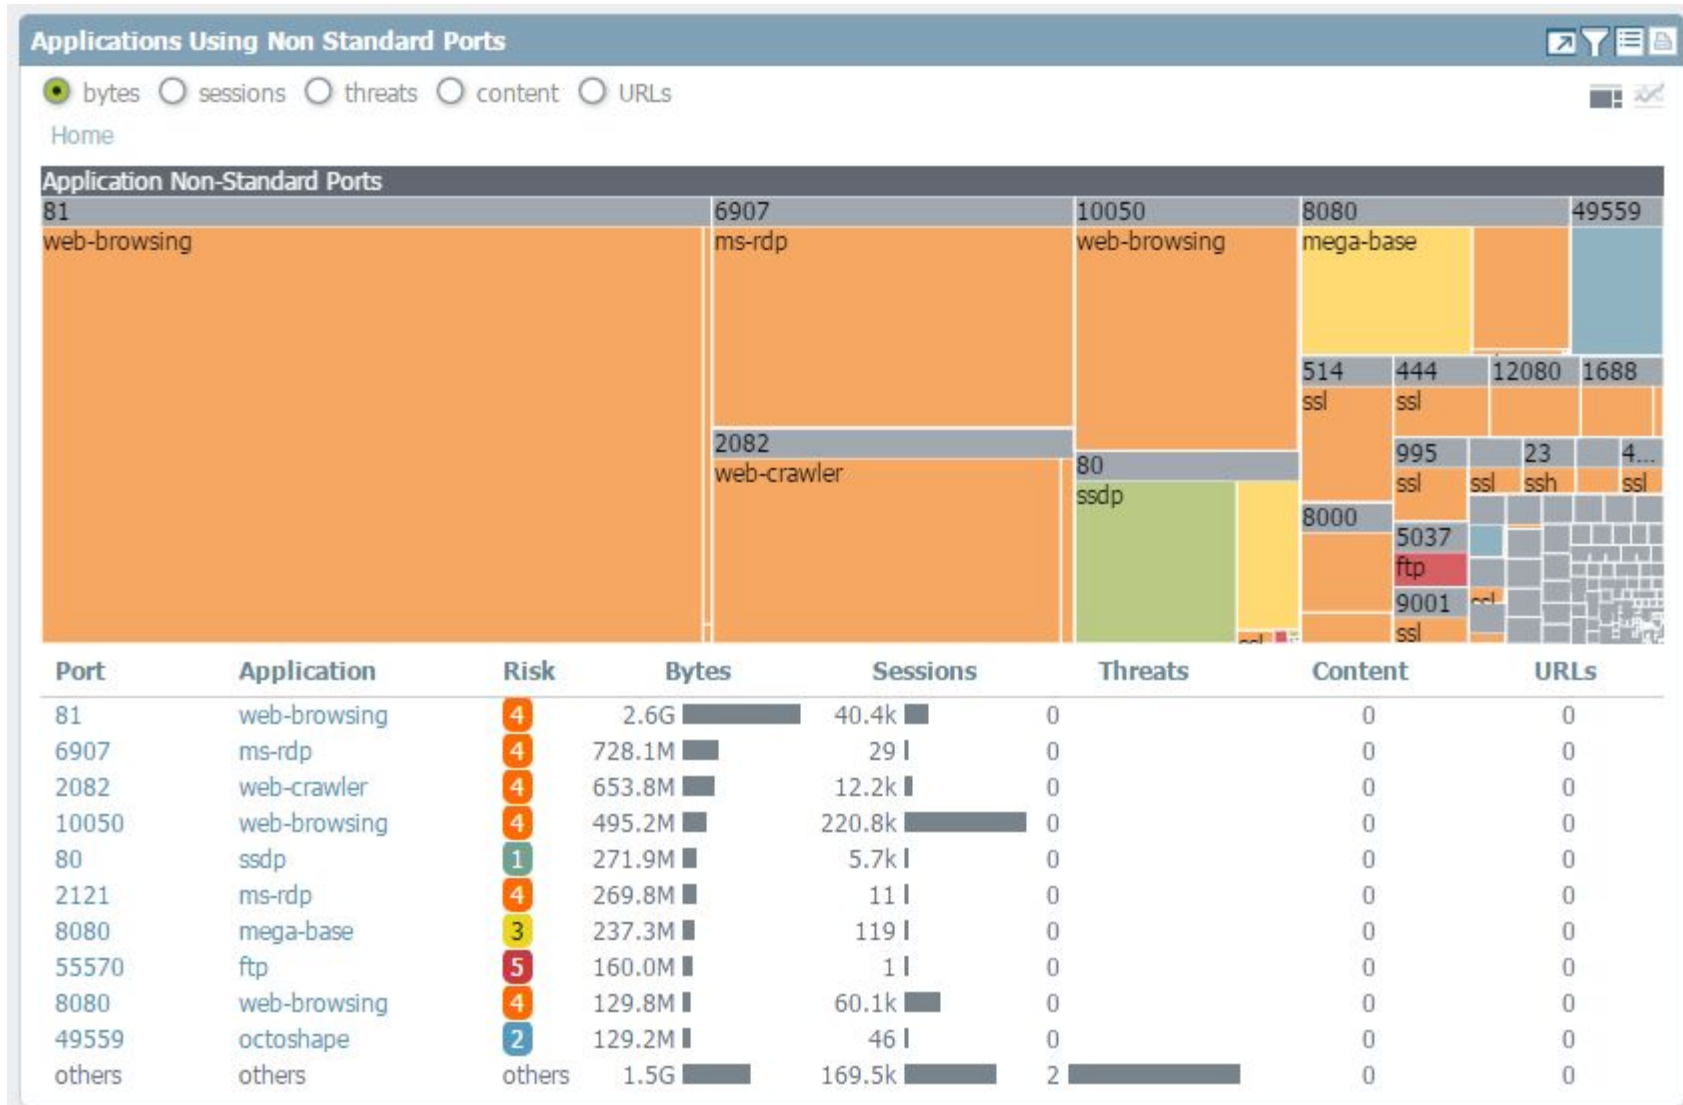 Applications Using Non Standard Ports
bytes sessions threats content URLs
Home
Application Non-Standard Ports
81 6907 10050 8080 49559
web-browsing ms-rdp web-browsing mega-base
514 444 12080 1688
ssl ssl
2082 995 23 4...
web-crawler 80 ssl ssl ssh ssl
ssdp
8000 5037
ftp
9001 ssl
ssl ssl
Port Application Risk Bytes Sessions Threats Content URLs
81 web-browsing 4 2.6G 40.4k 0 0 0
6907 ms-rdp 4 728.1M 29 0 0 0
2082 web-crawler 4 653.8M 12.2k 0 0 0
10050 web-browsing 4 495.2M 220.8k 0 0 0
80 ssdp 1 271.9M 5.7k 0 0 0
2121 ms-rdp 4 269.8M 11 0 0 0
8080 mega-base 3 237.3M 119 0 0 0
55570 ftp 5 160.0M 1 0 0 0
8080 web-browsing 4 129.8M 60.1k 0 0 0
49559 octoshape 2 129.2M 46 0 0 0
others others others 1.5G 169.5k 2 0 0